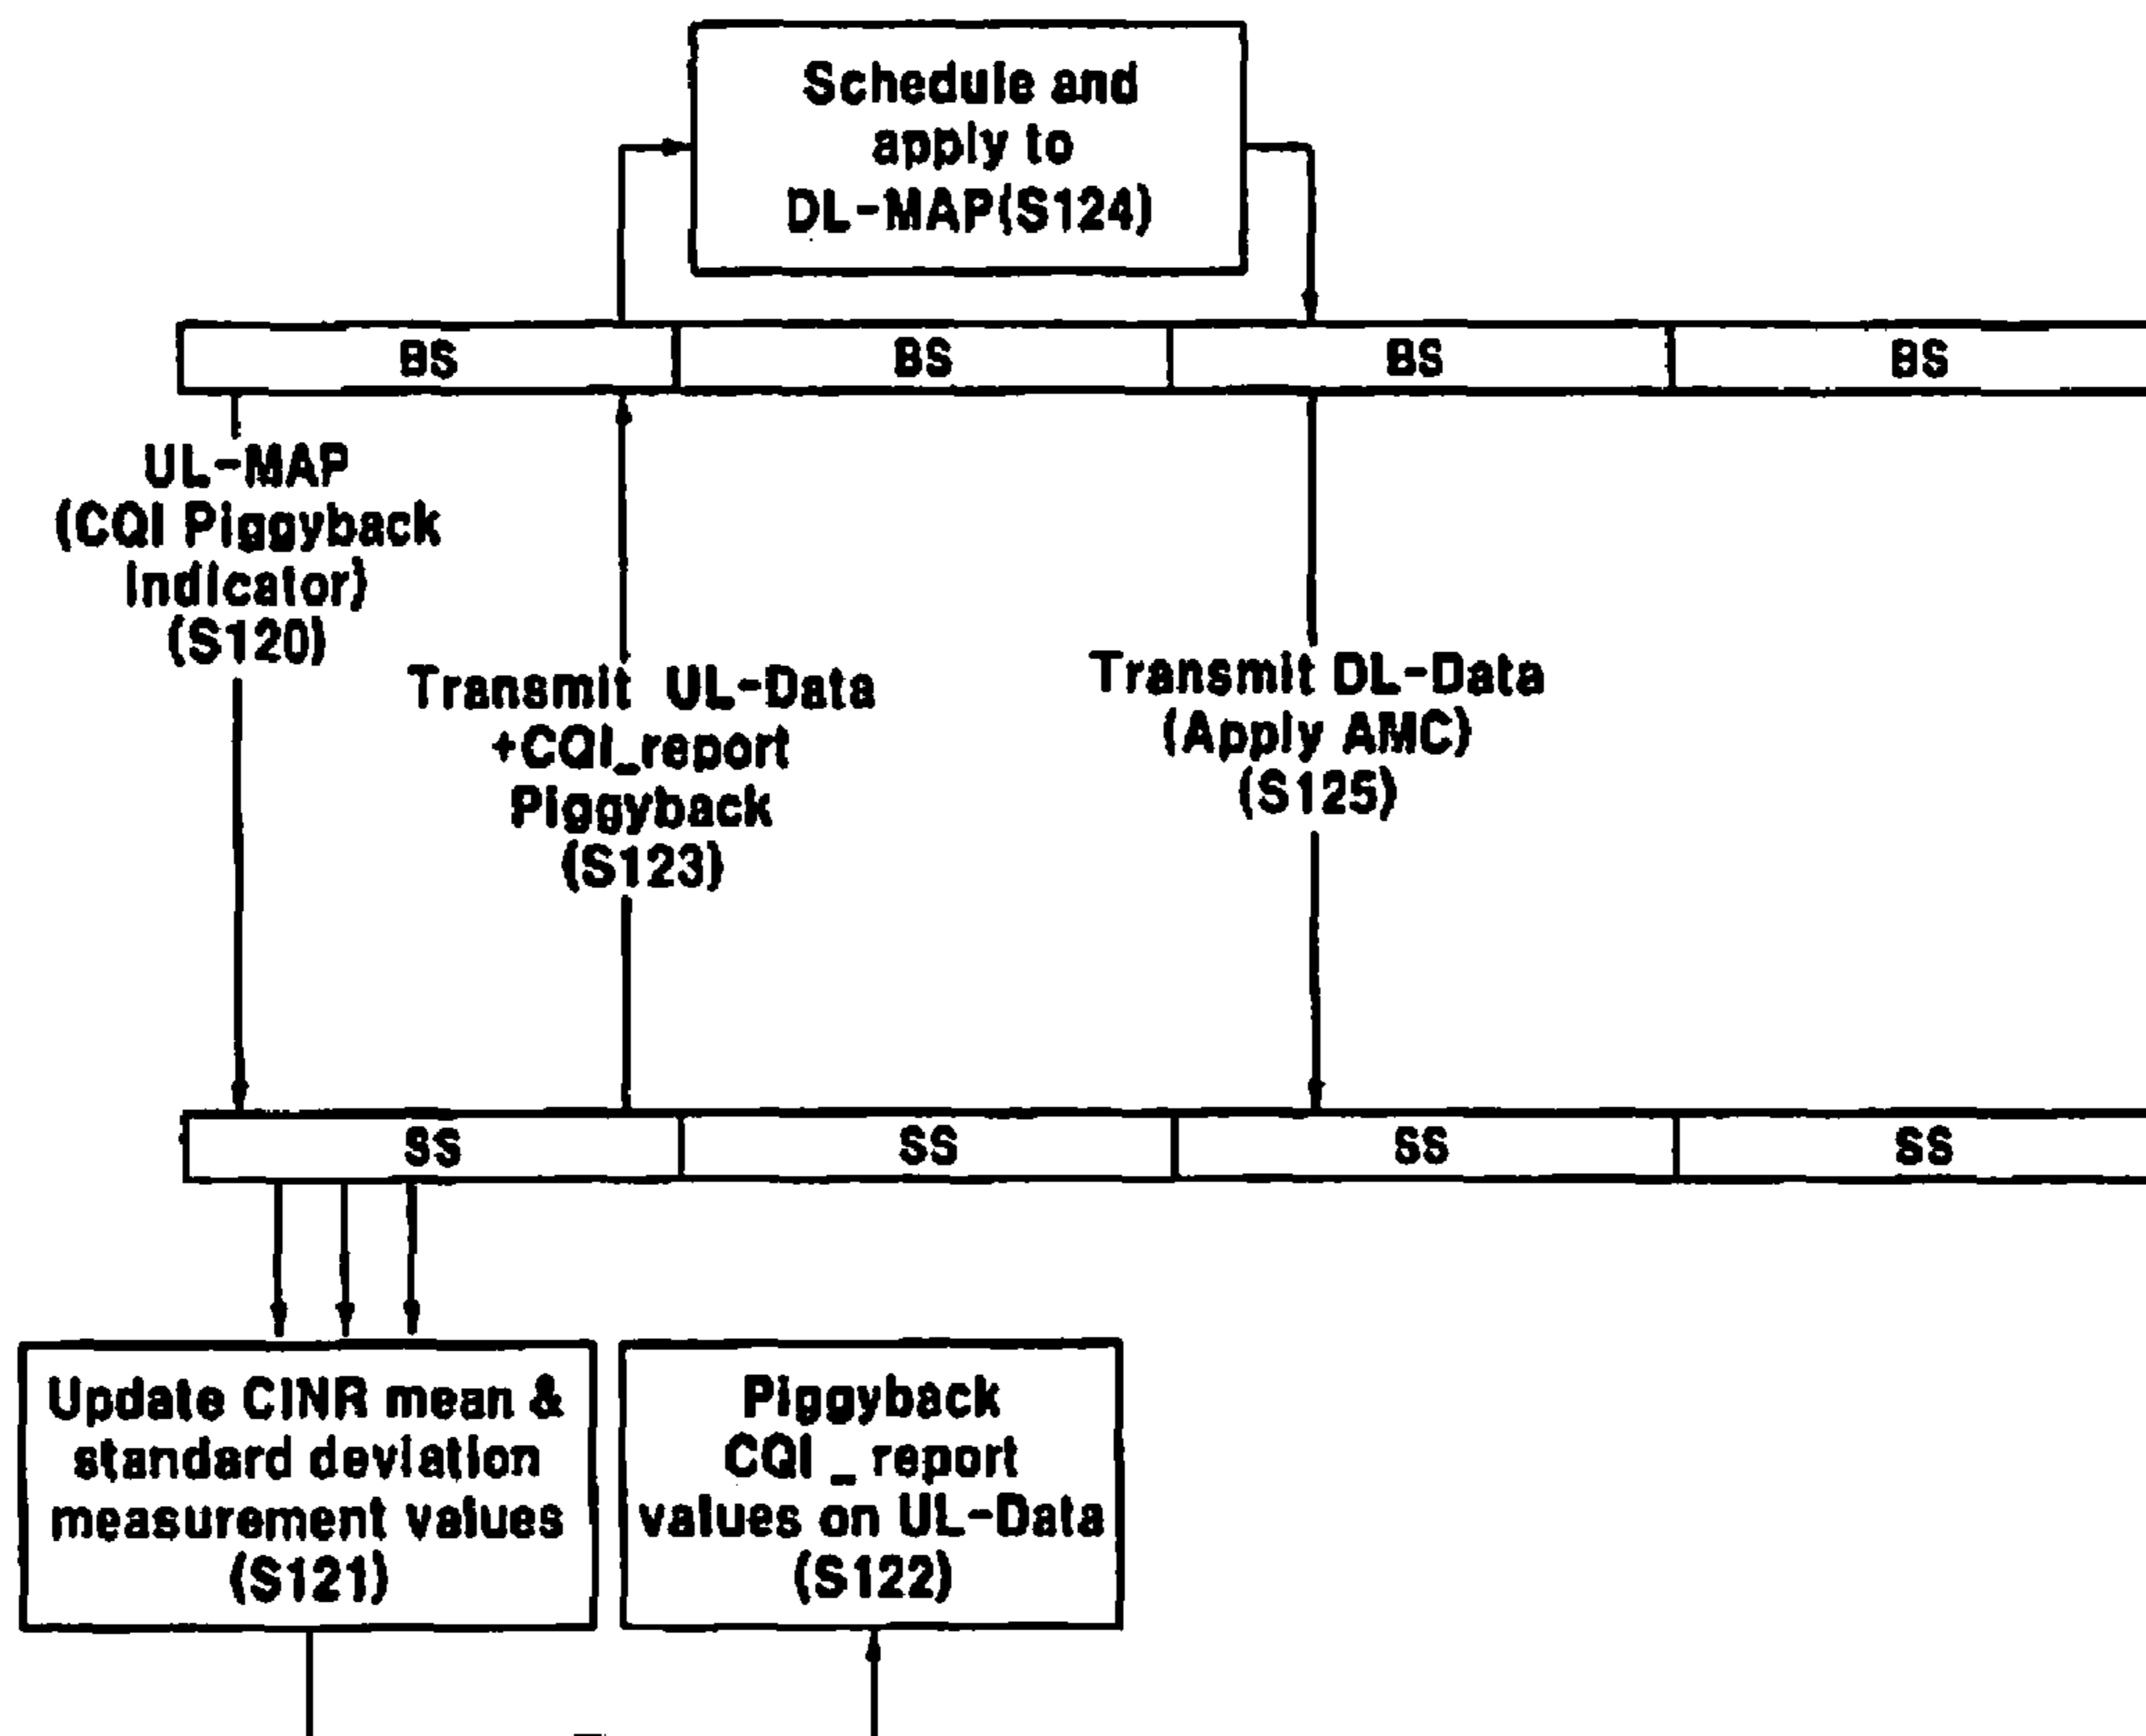 Schedule and
apply to
DL-MAP(S124)
BS
BS
BS
BS
UL-MAP
(CQI Piggyback
Indicator)
(S120)
Transmit UL-Data
+CQI_report
Piggyback
(S123)
Transmit DL-Data
(Apply AMC)
(S125)
SS
SS
SS
SS
Update CINR mean &
standard deviation
measurement values
(S121)
Piggyback
CQI _ report
values on UL-Data
(S122)